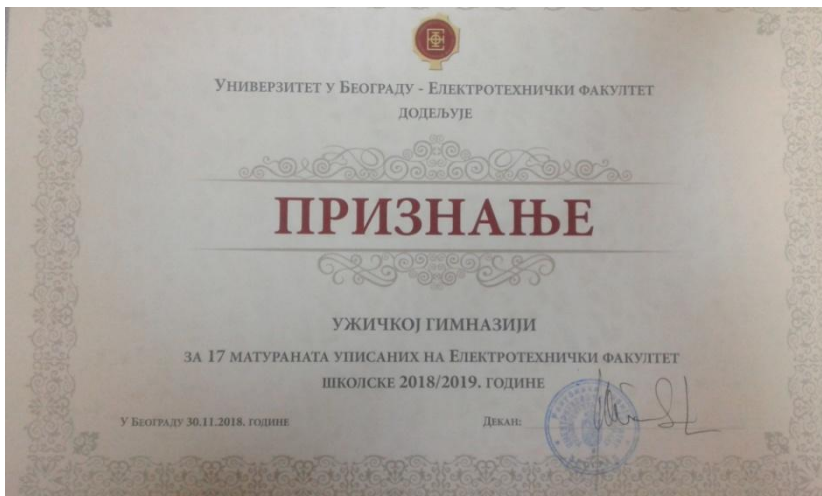 Универзитет у Београду - Електротехнички факултет
додељује
ПРИЗНАЊЕ
УЖИЧКОЈ ГИМНАЗИЈИ
за 17 матураната уписаних на Електротехнички факултет
школске 2018/2019. године
У Београду 30.11.2018. године
Декан: